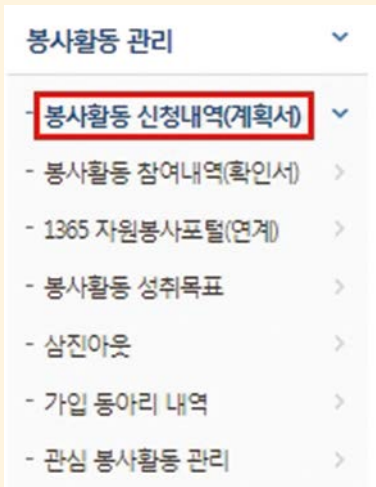 봉사활동 관리
- 봉사활동 신청내역(계획서)
- 봉사활동 참여내역(확인서)
- 1365 자원봉사포털(연계)
- 봉사활동 성취목표
- 삼진아웃
- 가입 동아리 내역
- 관심 봉사활동 관리